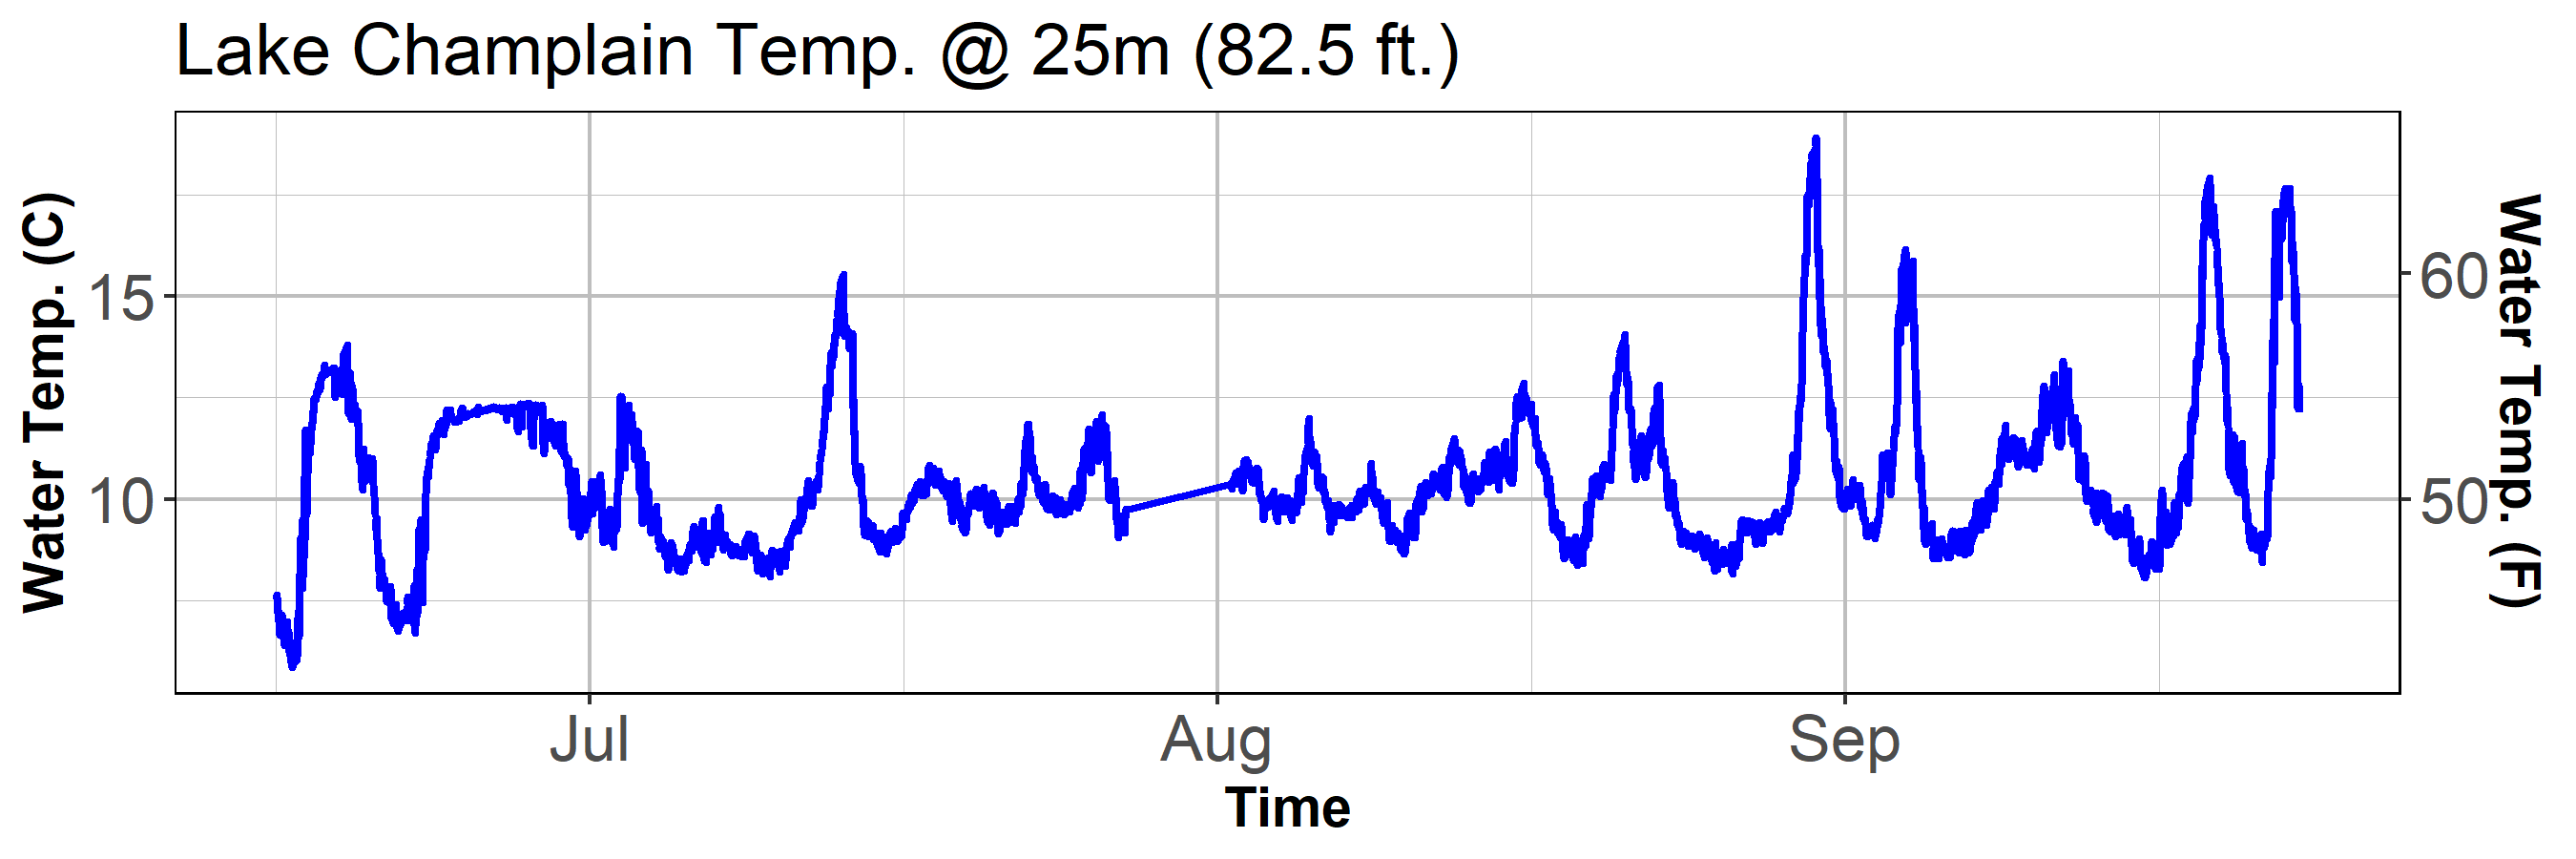 Lake Champlain Temp. @ 25m (82.5 ft.)
Water Temp. (C)
15
10
60
50
Water Temp. (F)
Jul
Aug
Sep
Time